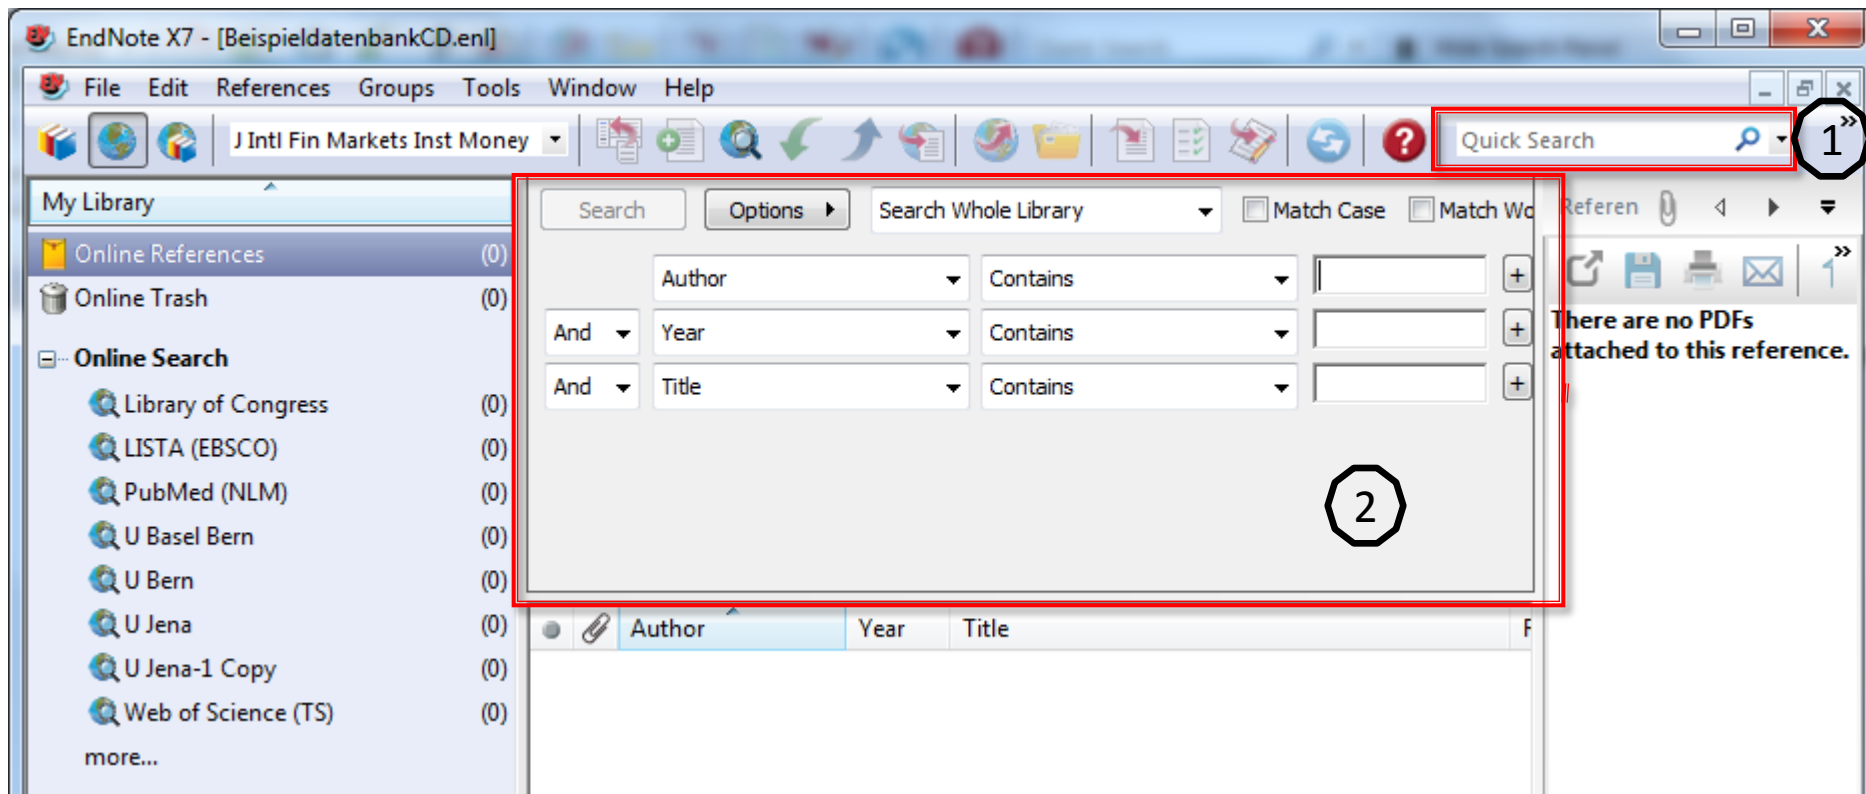 EndNote X7 - [BeispieldatenbankCD.enl]
File Edit References Groups Tools Window Help
J Intl Fin Markets Inst Money
Quick Search
1
My Library
Search Options Search Whole Library Match Case Match Wo
Referen
Online References (0)
Online Trash (0)
Author Contains
And Year Contains
And Title Contains
There are no PDFs
attached to this reference.
Online Search
Library of Congress (0)
LISTA (EBSCO) (0)
PubMed (NLM) (0)
U Basel Bern (0)
U Bern (0)
U Jena (0)
U Jena-1 Copy (0)
Web of Science (TS) (0)
more...
2
Author Year Title